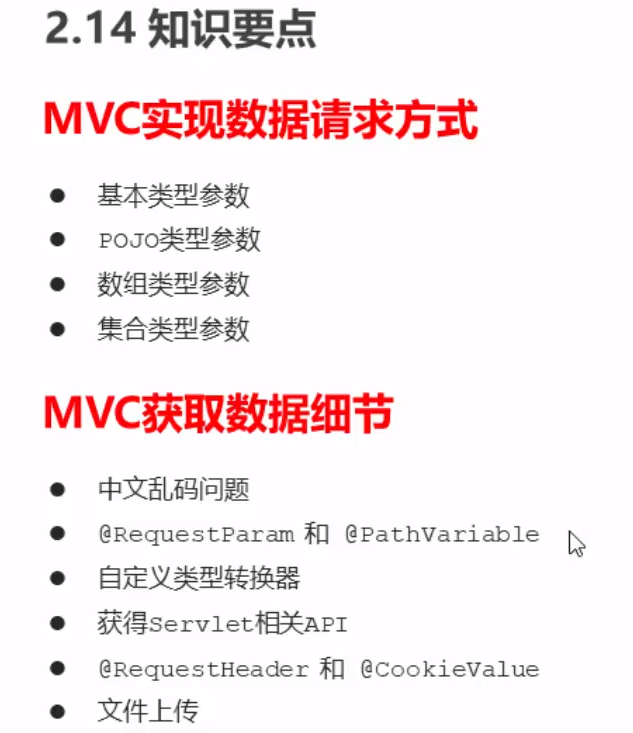 2.14 知识要点
MVC实现数据请求方式
● 基本类型参数
● POJO类型参数
● 数组类型参数
● 集合类型参数
MVC获取数据细节
● 中文乱码问题
● @RequestParam 和 @PathVariable
● 自定义类型转换器
● 获得Servlet相关API
● @RequestHeader 和 @CookieValue
● 文件上传